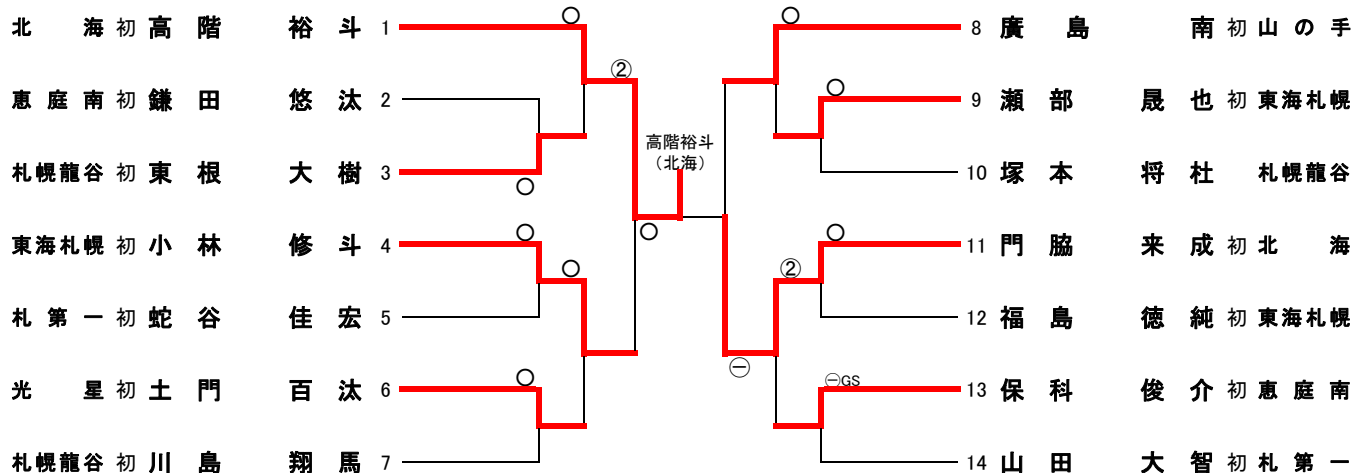 北海 初 高階 裕斗 1
恵庭南 初 鎌田 悠汰 2
札幌龍谷 初 東根 大樹 3
東海札幌 初 小林 修斗 4
札第一 初 蛇谷 佳宏 5
光星 初 土門 百汰 6
札幌龍谷 初 川島 翔馬 7
○
②
○
○
○
○
高階裕斗
(北海)
○
○
○
○
②
㊀
㊀GS
8 廣島 南 初 山の手
9 瀬部 晟也 初 東海札幌
10 塚本 将杜 札幌龍谷
11 門脇 来成 初 北海
12 福島 徳純 初 東海札幌
13 保科 俊介 初 恵庭南
14 山田 大智 初 札第一